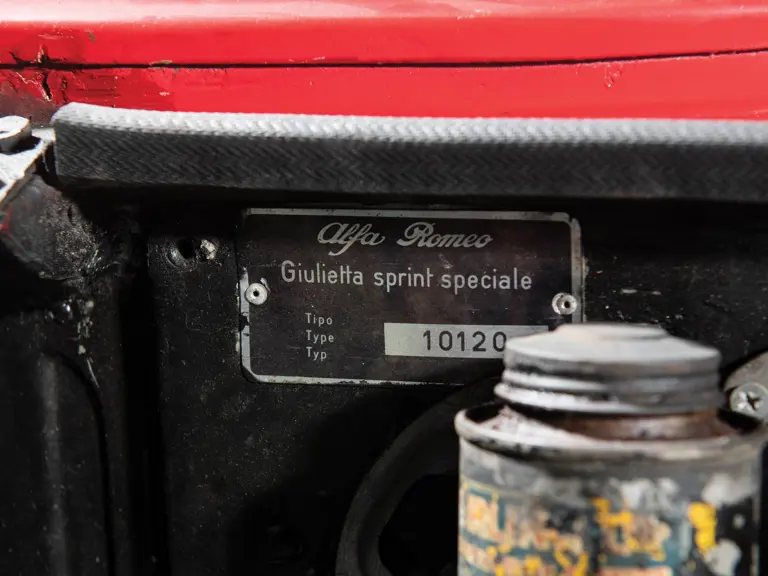 Alfa Romeo
Giulietta sprint speciale
Tipo
Type
Typ
10120